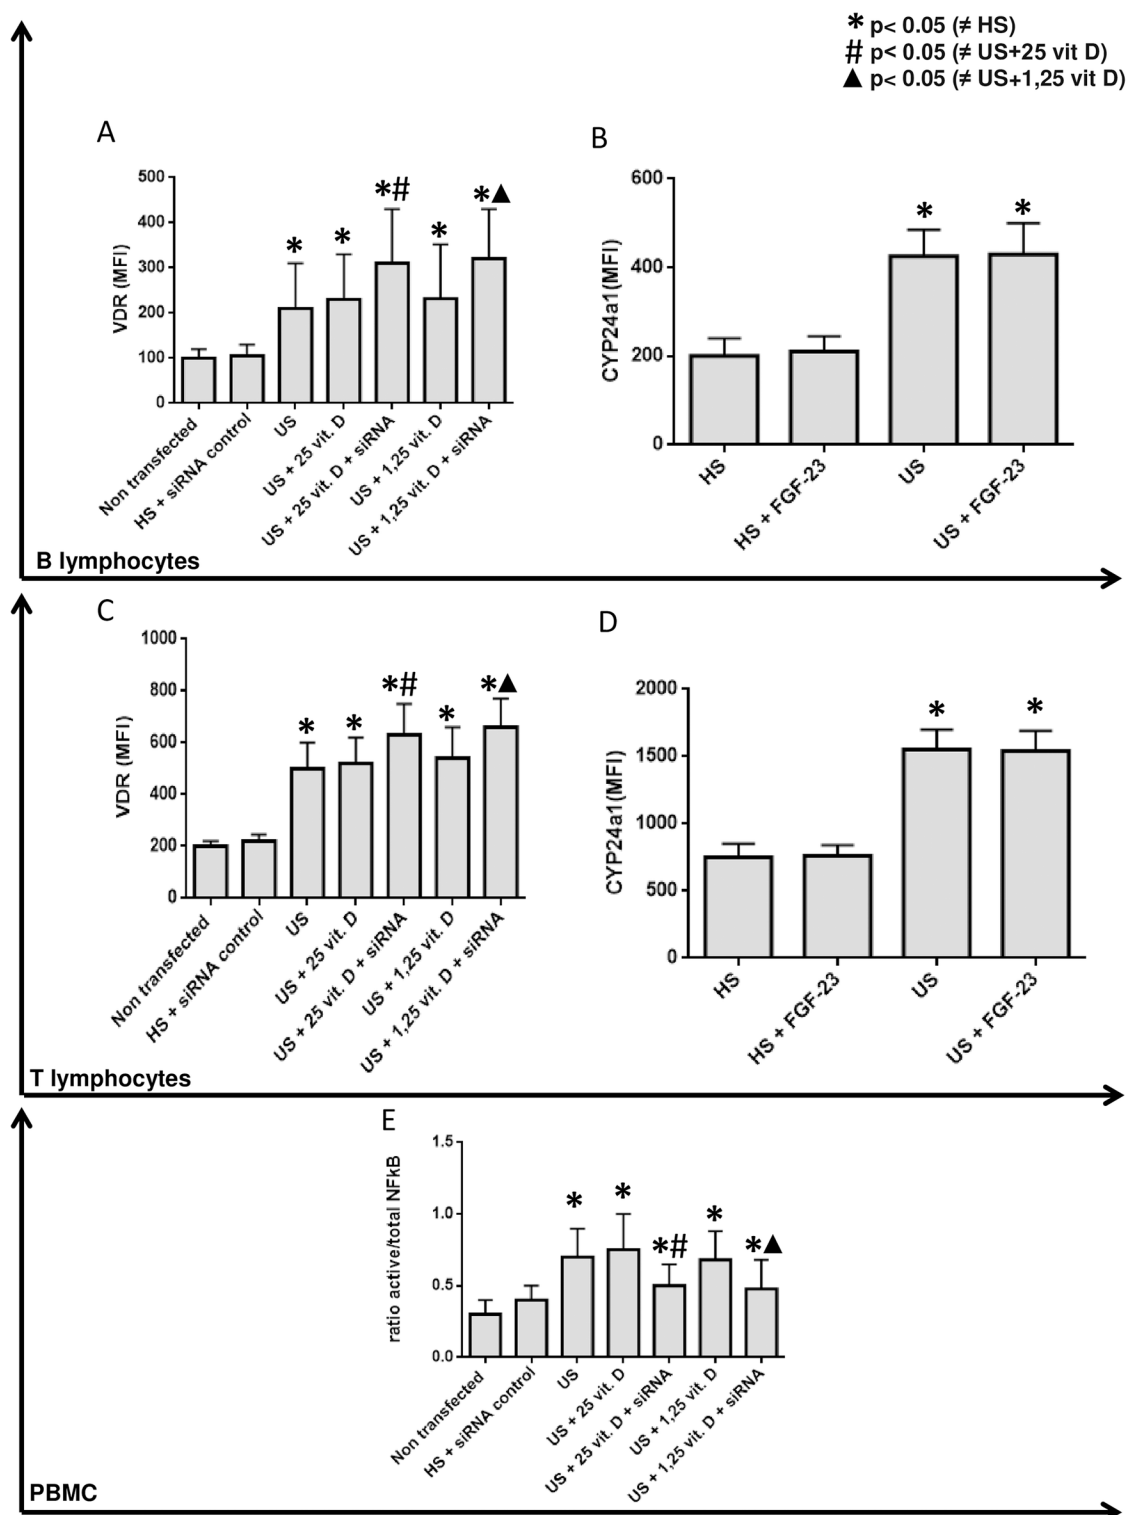 * p< 0.05 (≠ HS)
# p< 0.05 (≠ US+25 vit D)
▲ p< 0.05 (≠ US+1,25 vit D)
A
VDR (MFI)
500
400
300
200
100
0
* * *# * *▲
Non transfected
HS + siRNA control
US
US + 25 vit. D
US + 25 vit. D + siRNA
US + 1,25 vit. D
US + 1,25 vit. D + siRNA
B
CYP24a1(MFI)
600
400
200
0
* *
HS
HS + FGF-23
US
US + FGF-23
B lymphocytes
C
VDR (MFI)
1000
800
600
400
200
0
* * *# * *▲
Non transfected
HS + siRNA control
US
US + 25 vit. D
US + 25 vit. D + siRNA
US + 1,25 vit. D
US + 1,25 vit. D + siRNA
D
CYP24a1(MFI)
2000
1500
1000
500
0
* *
HS
HS + FGF-23
US
US + FGF-23
T lymphocytes
E
ratio active/total NFkB
1.5
1.0
0.5
0.0
* * *# * *▲
Non transfected
HS + siRNA control
US
US + 25 vit. D
US + 25 vit. D + siRNA
US + 1,25 vit. D
US + 1,25 vit. D + siRNA
PBMC